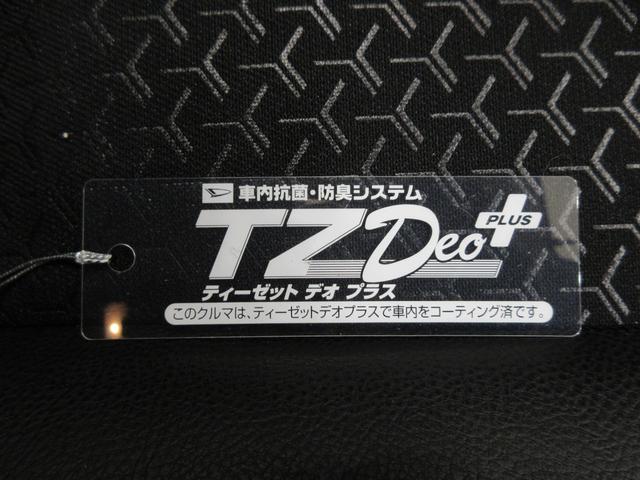 車内抗菌・防臭システム
TZ Deo PLUS
ティーゼット デオ プラス
このクルマは、ティーゼットデオプラスで車内をコーティング済です。